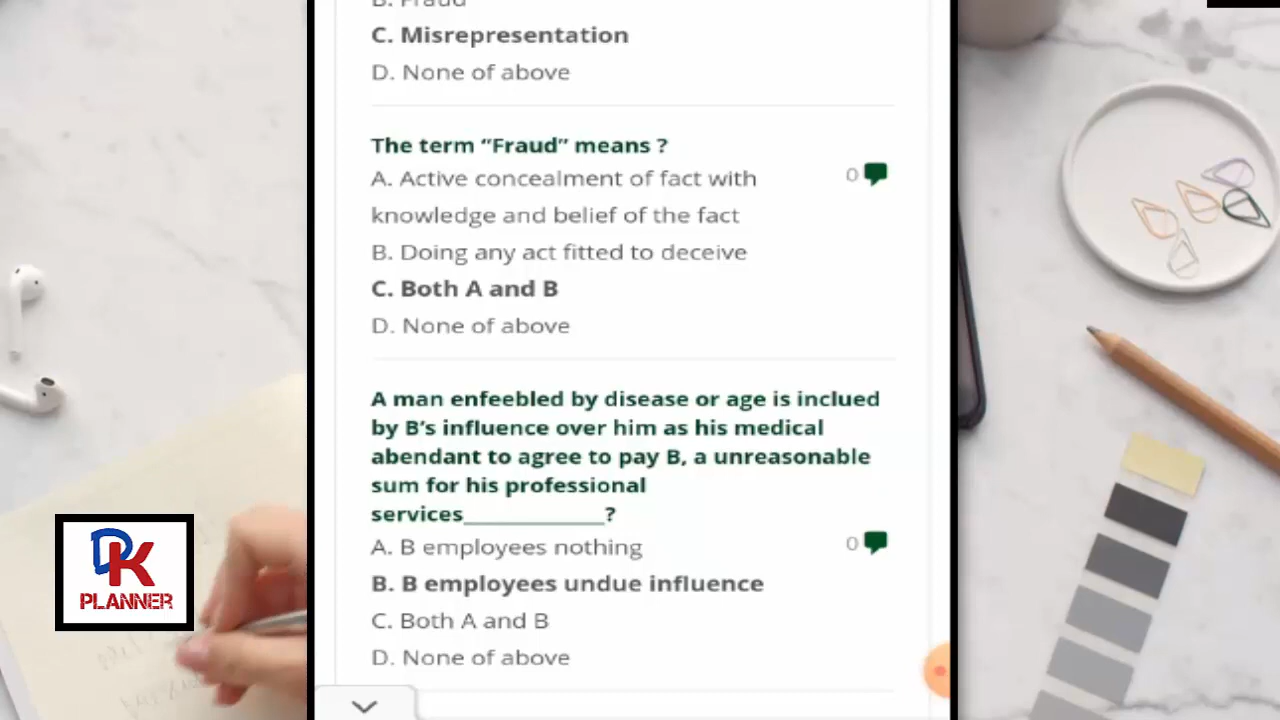 B. Fraud
C. Misrepresentation
D. None of above
The term “Fraud” means ?
A. Active concealment of fact with
knowledge and belief of the fact
B. Doing any act fitted to deceive
C. Both A and B
D. None of above
0
A man enfeebled by disease or age is inclued
by B’s influence over him as his medical
abendant to agree to pay B, a unreasonable
sum for his professional
services____________?
A. B employees nothing
B. B employees undue influence
C. Both A and B
D. None of above
0
DK
PLANNER